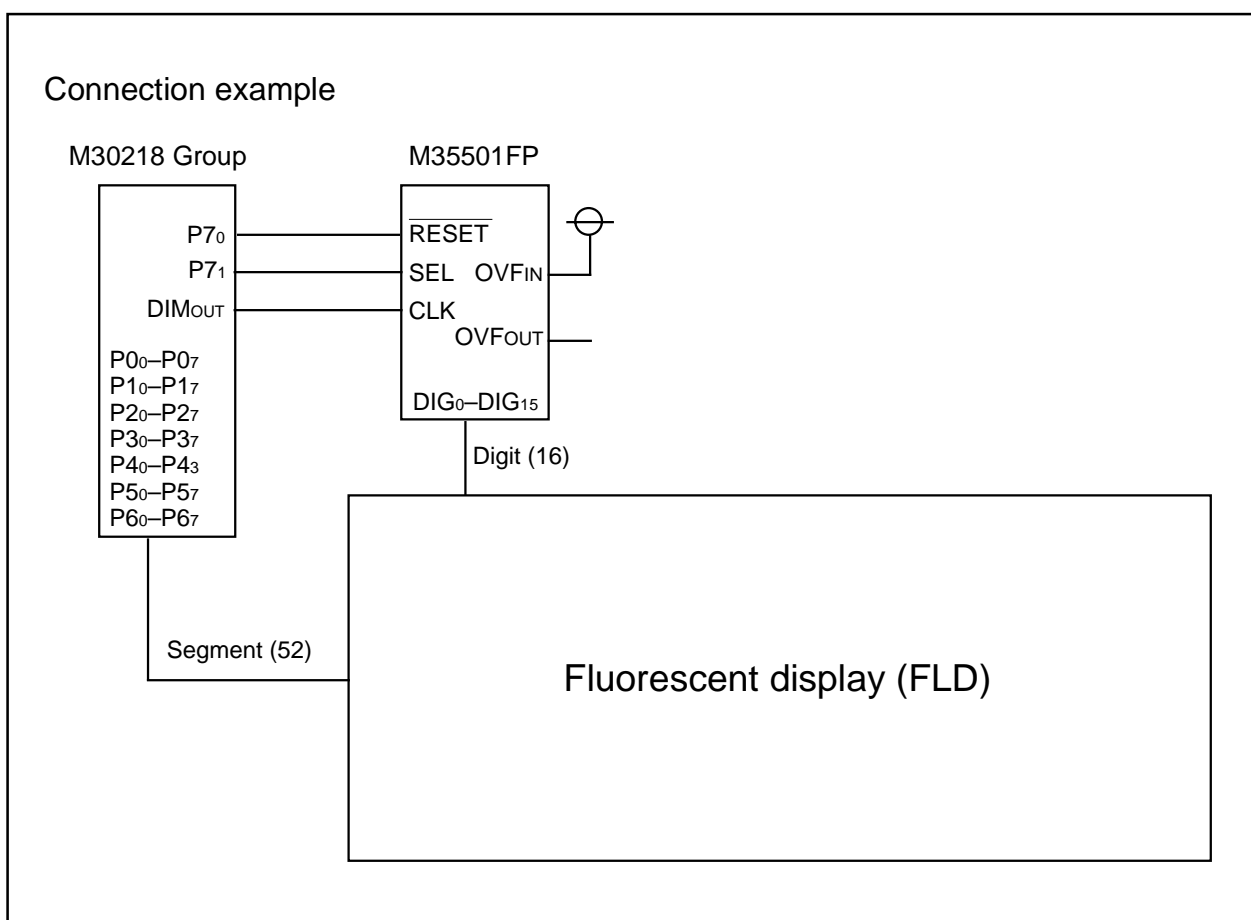 Connection example
M30218 Group
M35501FP
P70
P71
DIMOUT
P00–P07
P10–P17
P20–P27
P30–P37
P40–P43
P50–P57
P60–P67
RESET
SEL
OVFIN
CLK
OVFOUT
DIG0–DIG15
Digit (16)
Segment (52)
Fluorescent display (FLD)